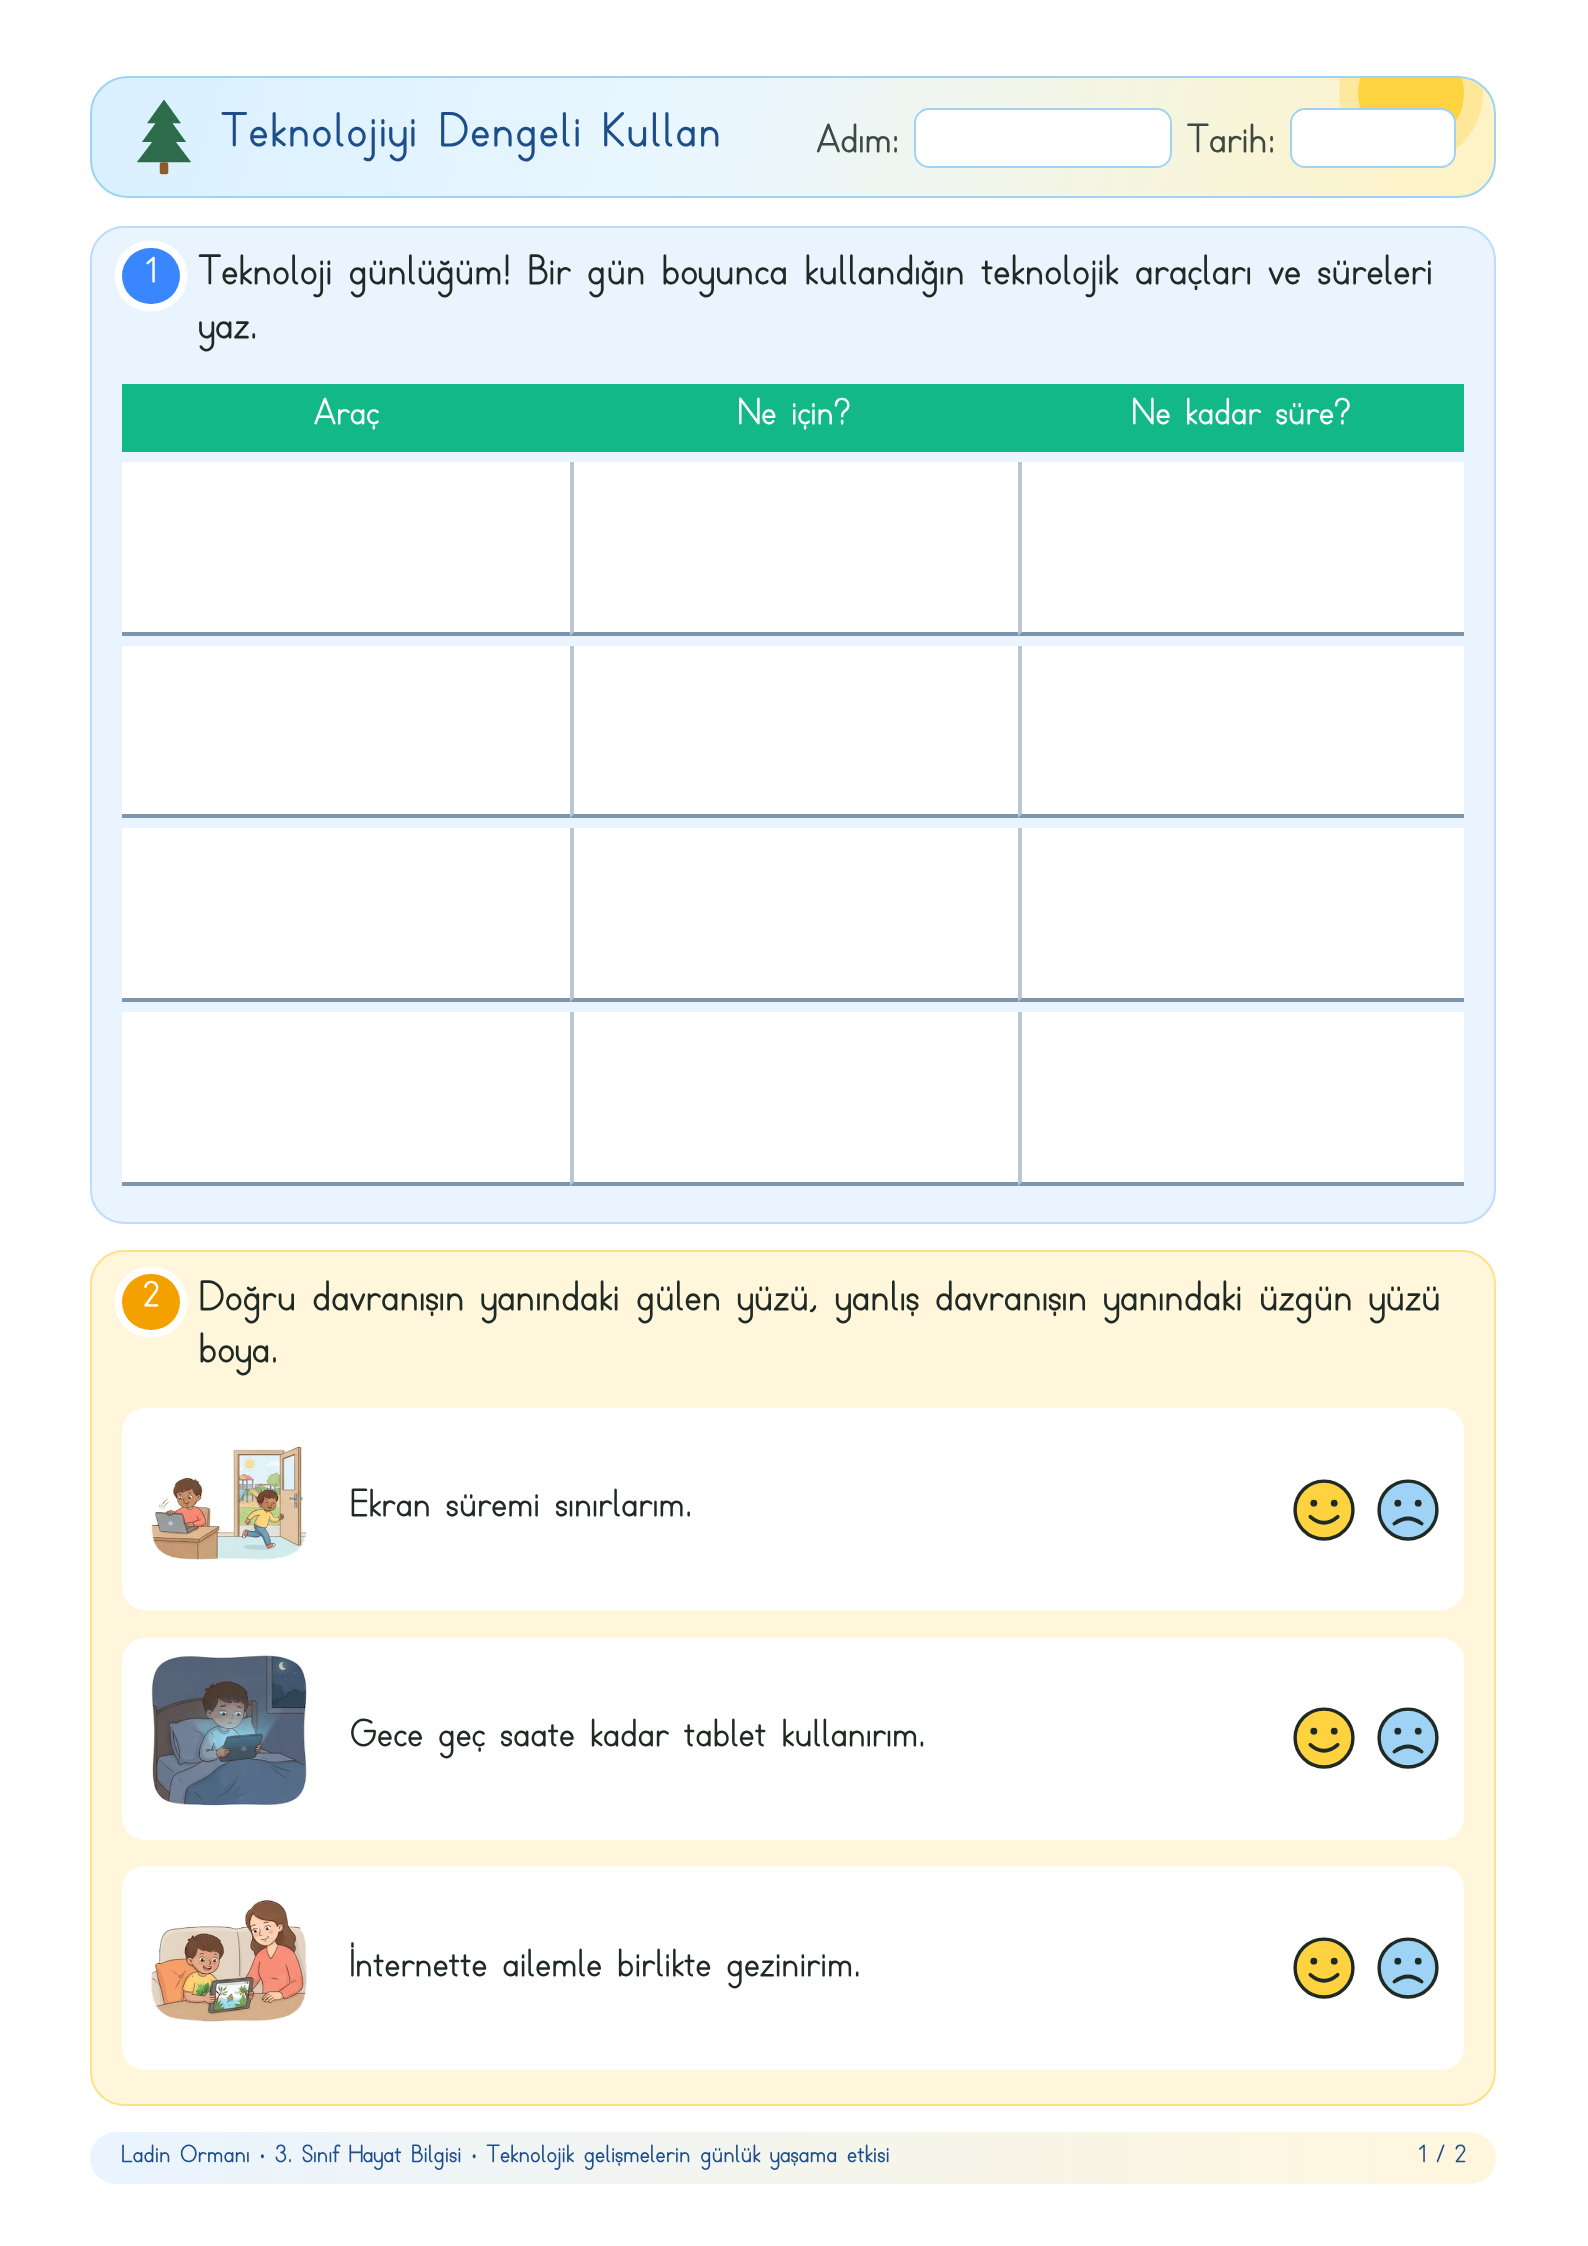 Teknolojiyi Dengeli Kullan
Adım:
Tarih:
1
Teknoloji günlüğüm! Bir gün boyunca kullandığın teknolojik araçları ve süreleri
yaz.
Araç
Ne için?
Ne kadar süre?
2
Doğru davranışın yanındaki gülen yüzü, yanlış davranışın yanındaki üzgün yüzü
boya.
Ekran süremi sınırlarım.
Gece geç saate kadar tablet kullanırım.
İnternette ailemle birlikte gezinirim.
Ladin Ormanı • 3. Sınıf Hayat Bilgisi • Teknolojik gelişmelerin günlük yaşama etkisi
1 / 2